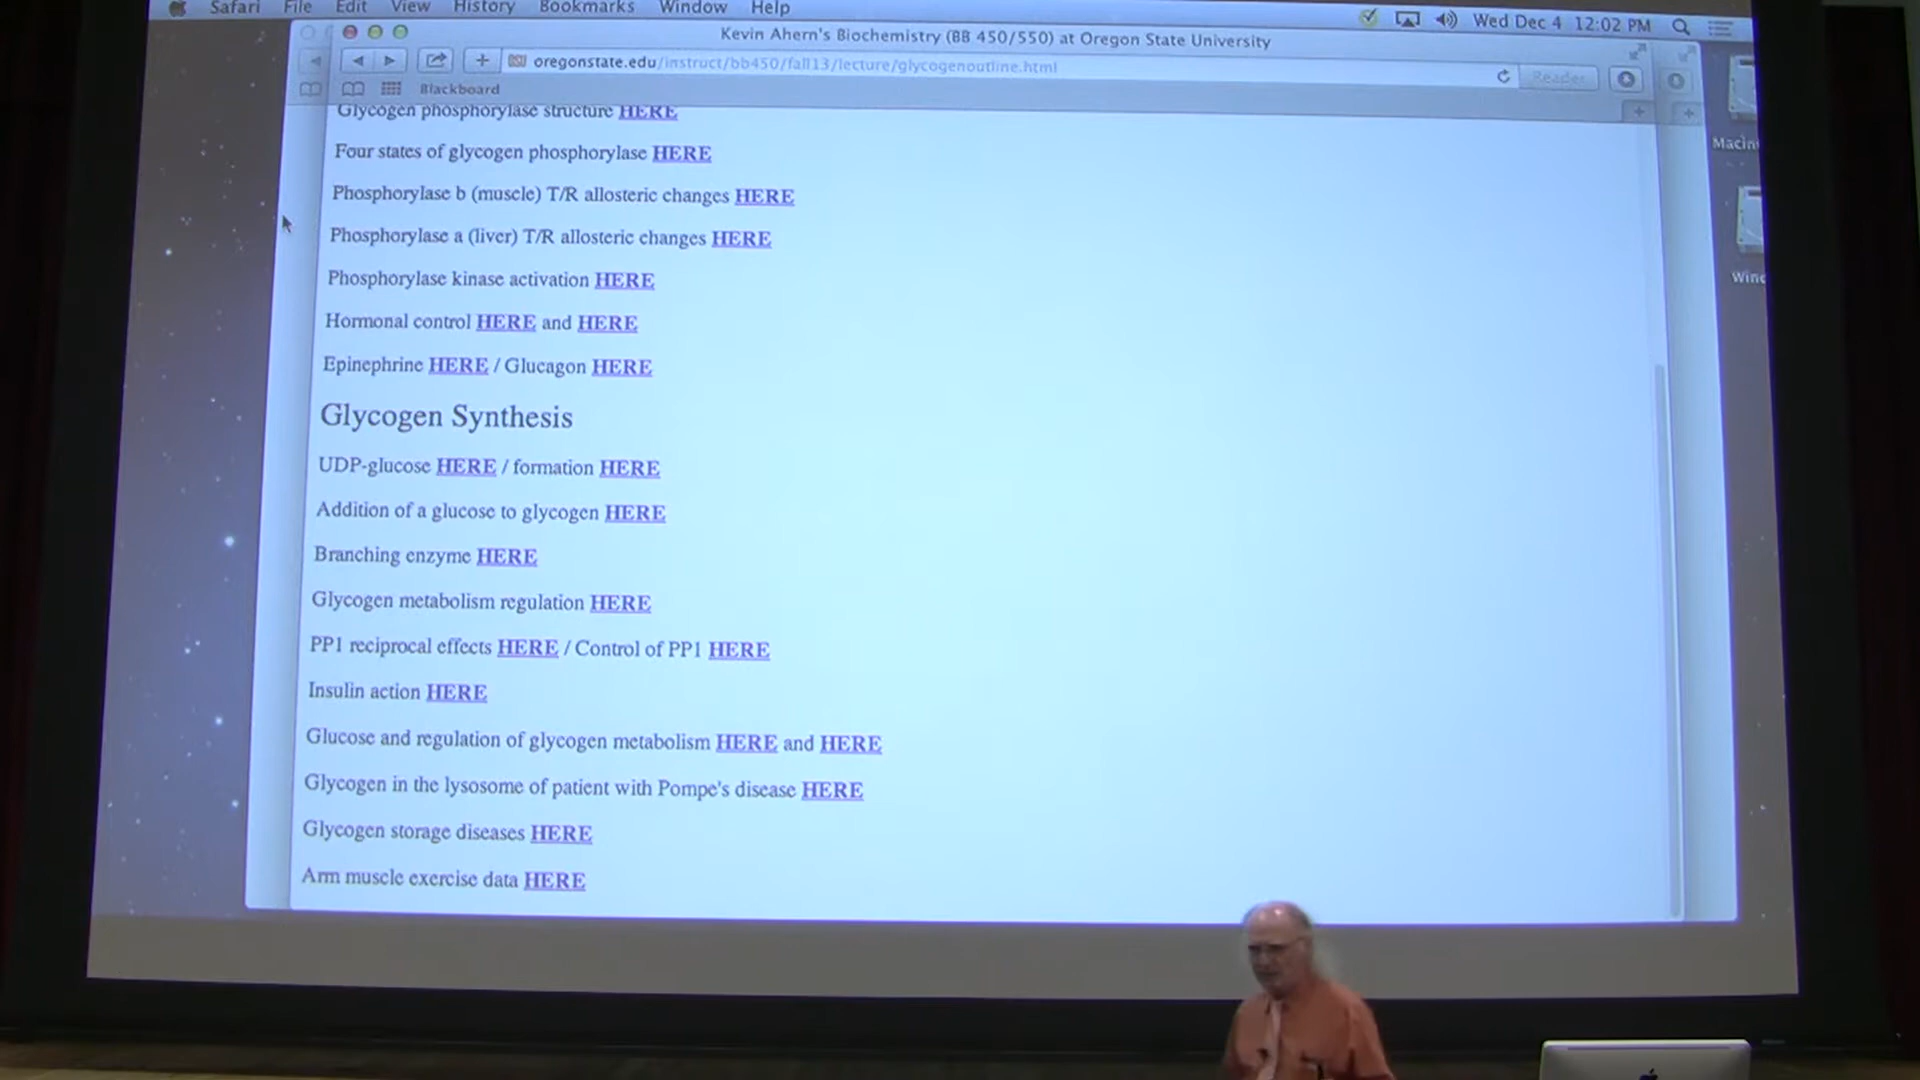 Safari File Edit View History Bookmarks Window Help Wed Dec 4 12:02 PM
Kevin Ahern's Biochemistry (BB 450/550) at Oregon State University
oregonstate.edu/instruct/bb450/fall13/lecture/glycogenoutline.html Reader
Blackboard
Glycogen phosphorylase structure HERE
Four states of glycogen phosphorylase HERE
Phosphorylase b (muscle) T/R allosteric changes HERE
Phosphorylase a (liver) T/R allosteric changes HERE
Phosphorylase kinase activation HERE
Hormonal control HERE and HERE
Epinephrine HERE / Glucagon HERE
Glycogen Synthesis
UDP-glucose HERE / formation HERE
Addition of a glucose to glycogen HERE
Branching enzyme HERE
Glycogen metabolism regulation HERE
PP1 reciprocal effects HERE / Control of PP1 HERE
Insulin action HERE
Glucose and regulation of glycogen metabolism HERE and HERE
Glycogen in the lysosome of patient with Pompe's disease HERE
Glycogen storage diseases HERE
Arm muscle exercise data HERE
Macin
Winc